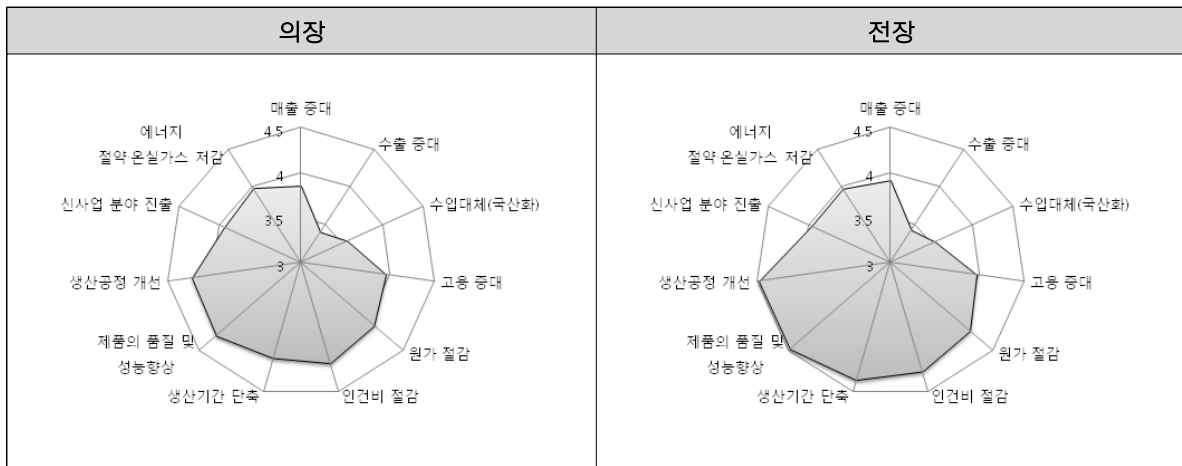 의장
전장
매출 증대
수출 증대
수입대체(국산화)
고용 증대
원가 절감
인건비 절감
생산기간 단축
제품의 품질 및
성능향상
생산공정 개선
신사업 분야 진출
에너지
절약·온실가스 저감
4.5
4
3.5
3
매출 증대
수출 증대
수입대체(국산화)
고용 증대
원가 절감
인건비 절감
생산기간 단축
제품의 품질 및
성능향상
생산공정 개선
신사업 분야 진출
에너지
절약·온실가스 저감
4.5
4
3.5
3